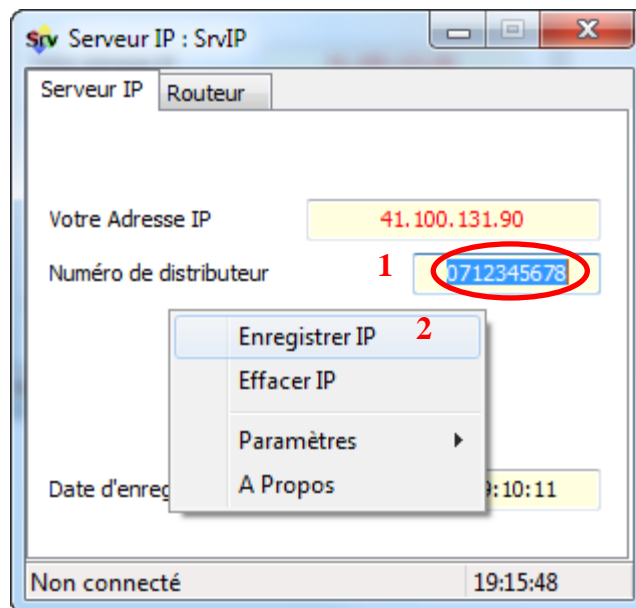 Srv Serveur IP : SrvIP
Serveur IP Routeur
Votre Adresse IP 41.100.131.90
Numéro de distributeur 1 0712345678
Enregistrer IP 2
Effacer IP
Paramètres
Date d'enreg A Propos 9:10:11
Non connecté 19:15:48